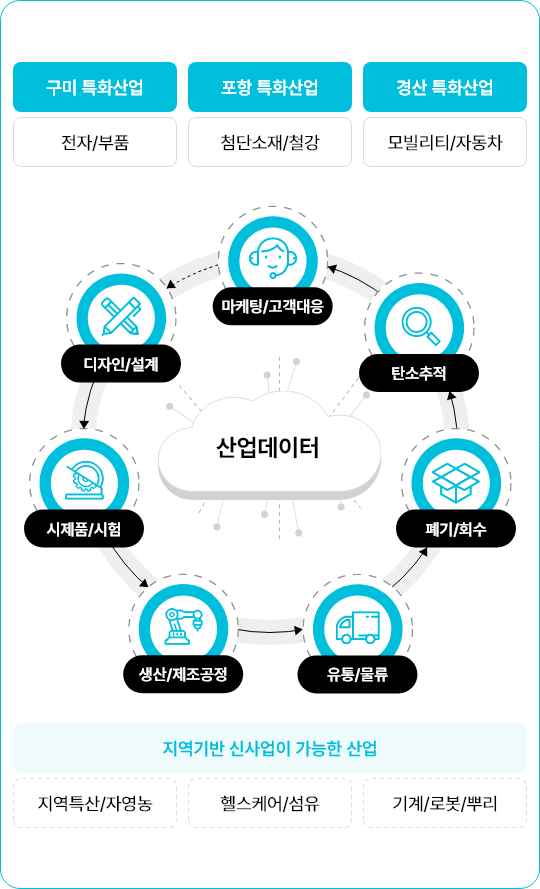 구미 특화산업
포항 특화산업
경산 특화산업
전자/부품
첨단소재/철강
모빌리티/자동차
마케팅/고객대응
디자인/설계
탄소추적
산업데이터
시제품/시험
폐기/회수
생산/제조공정
유통/물류
지역기반 신사업이 가능한 산업
지역특산/자영농
헬스케어/섬유
기계/로봇/뿌리